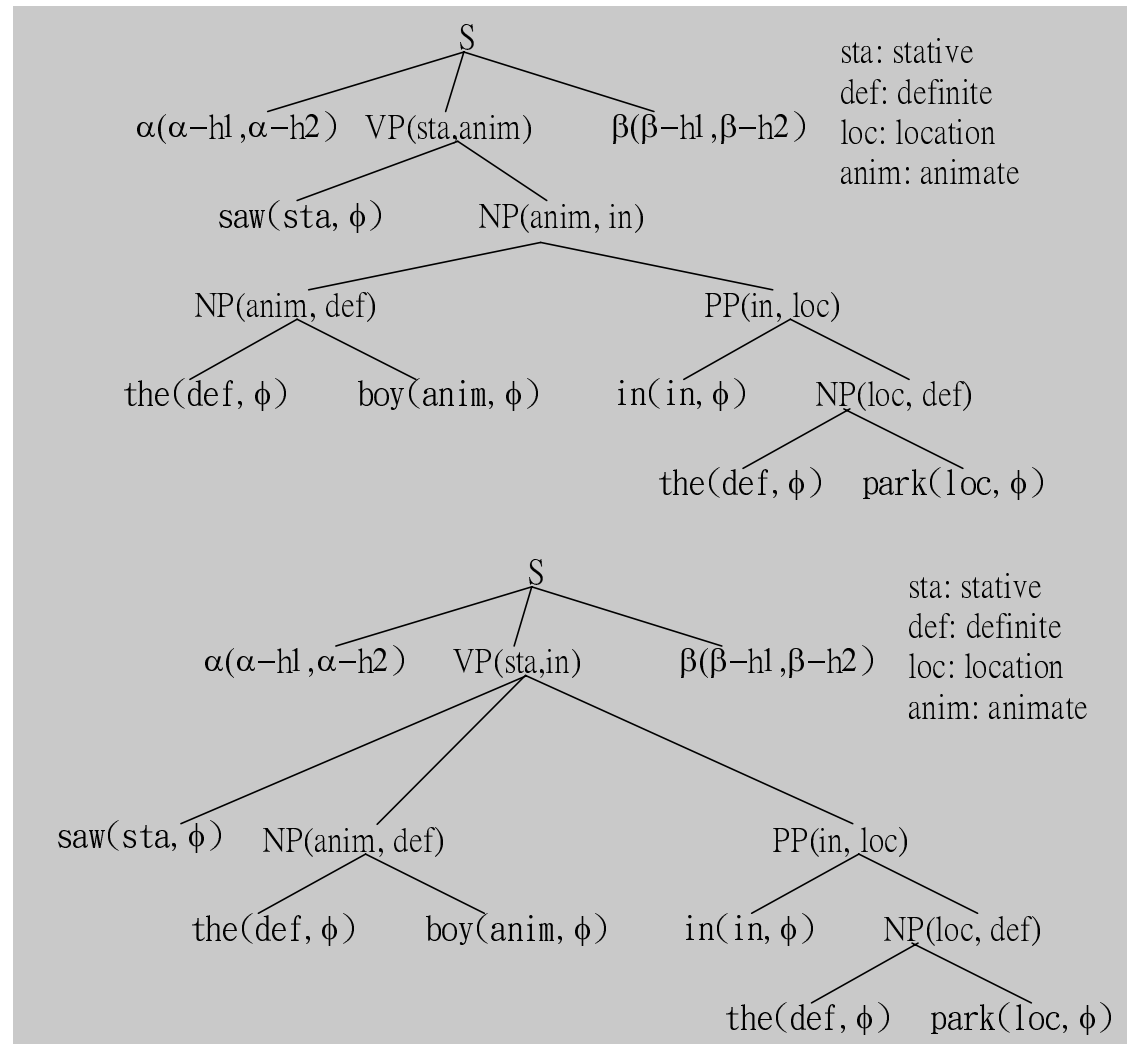 S
sta: stative
def: definite
loc: location
anim: animate
α(α-h1,α-h2) VP(sta,anim) β(β-h1,β-h2)
saw(sta,φ) NP(anim, in)
NP(anim, def) PP(in, loc)
the(def,φ) boy(anim,φ) in(in,φ) NP(loc, def)
the(def,φ) park(loc,φ)
S
sta: stative
def: definite
loc: location
anim: animate
α(α-h1,α-h2) VP(sta,in) β(β-h1,β-h2)
saw(sta,φ) NP(anim, def) PP(in, loc)
the(def,φ) boy(anim,φ) in(in,φ) NP(loc, def)
the(def,φ) park(loc,φ)